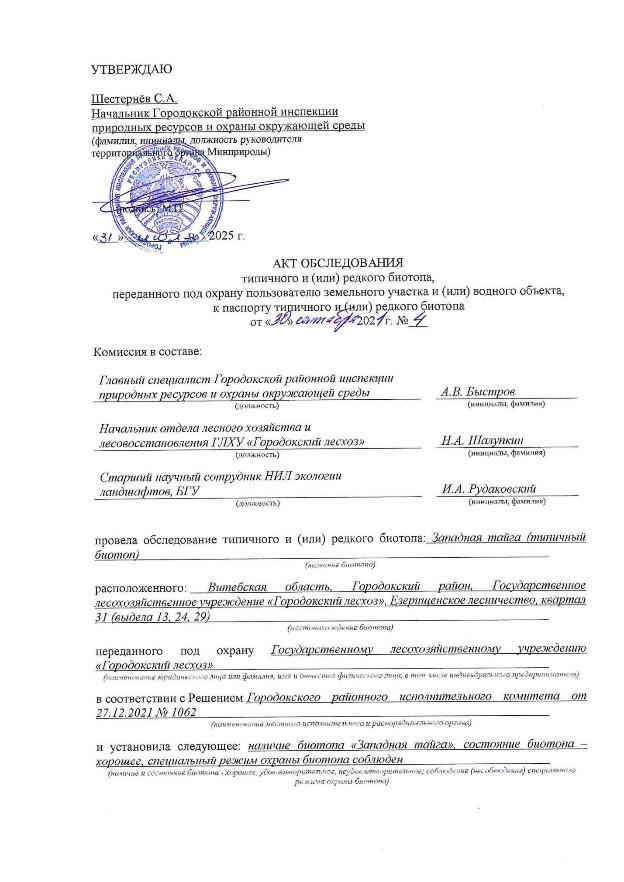 УТВЕРЖДАЮ
Шестернёв С.А.
Начальник Городокской районной инспекции
природных ресурсов и охраны окружающей среды
(фамилия, инициалы, должность руководителя
территориального органа Минприроды)
(подпись) М.П.
«31» июля 2025 г.
АКТ ОБСЛЕДОВАНИЯ
типичного и (или) редкого биотопа,
переданного под охрану пользователю земельного участка и (или) водного объекта,
к паспорту типичного и (или) редкого биотопа
от «30» сентября 2021 г. № 4
Комиссия в составе:
Главный специалист Городокской районной инспекции
природных ресурсов и охраны окружающей среды А.В. Быстров
(должность) (инициалы, фамилия)
Начальник отдела лесного хозяйства и
лесовосстановления ГЛХУ «Городокский лесхоз» Н.А. Шалупкин
(должность) (инициалы, фамилия)
Старший научный сотрудник НИЛ экологии
ландшафтов, БГУ И.А. Рудаковский
(должность) (инициалы, фамилия)
провела обследование типичного и (или) редкого биотопа: Западная тайга (типичный
биотоп)
(название биотопа)
расположенного: Витебская область, Городокский район, Государственное
лесохозяйственное учреждение «Городокский лесхоз», Езерищенское лесничество, квартал
31 (выдела 13, 24, 29)
(местонахождение биотопа)
переданного под охрану Государственному лесохозяйственному учреждению
«Городокский лесхоз»
(наименование юридического лица или фамилия, имя и отчество физического лица, в том числе индивидуального предпринимателя)
в соответствии с Решением Городокского районного исполнительного комитета от
27.12.2021 № 1062
(наименование местного исполнительного и распорядительного органа)
и установила следующее: наличие биотопа «Западная тайга», состояние биотопа –
хорошее, специальный режим охраны биотопа соблюден
(наличие и состояние биотопа - хорошее, удовлетворительное, неудовлетворительное; соблюдение (несоблюдение) специального
режима охраны биотопа)